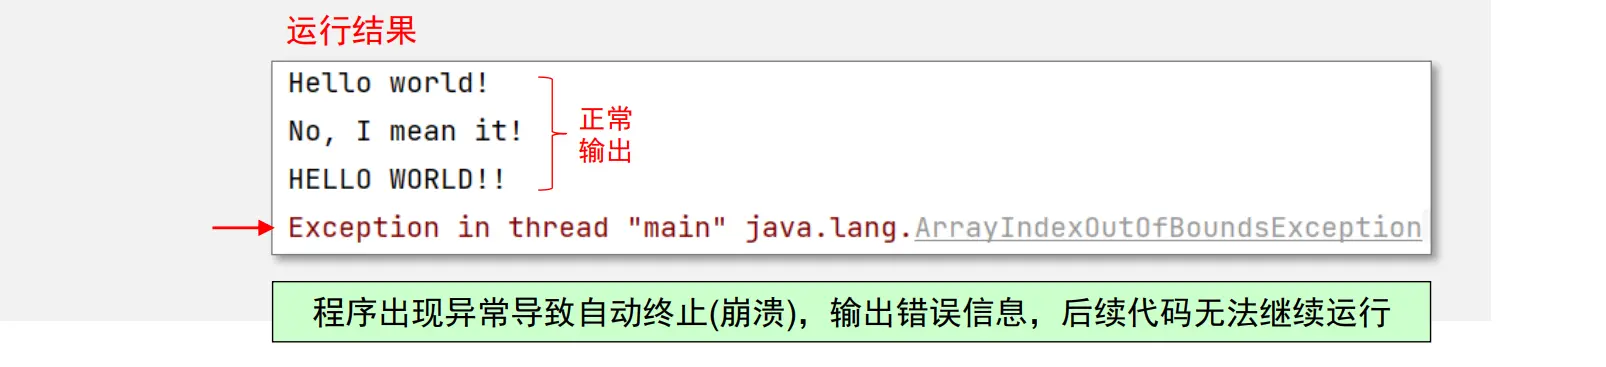 运行结果
Hello world!
No, I mean it!
HELLO WORLD!!
正常
输出
Exception in thread "main" java.lang.ArrayIndexOutOfBoundsException
程序出现异常导致自动终止(崩溃)，输出错误信息，后续代码无法继续运行